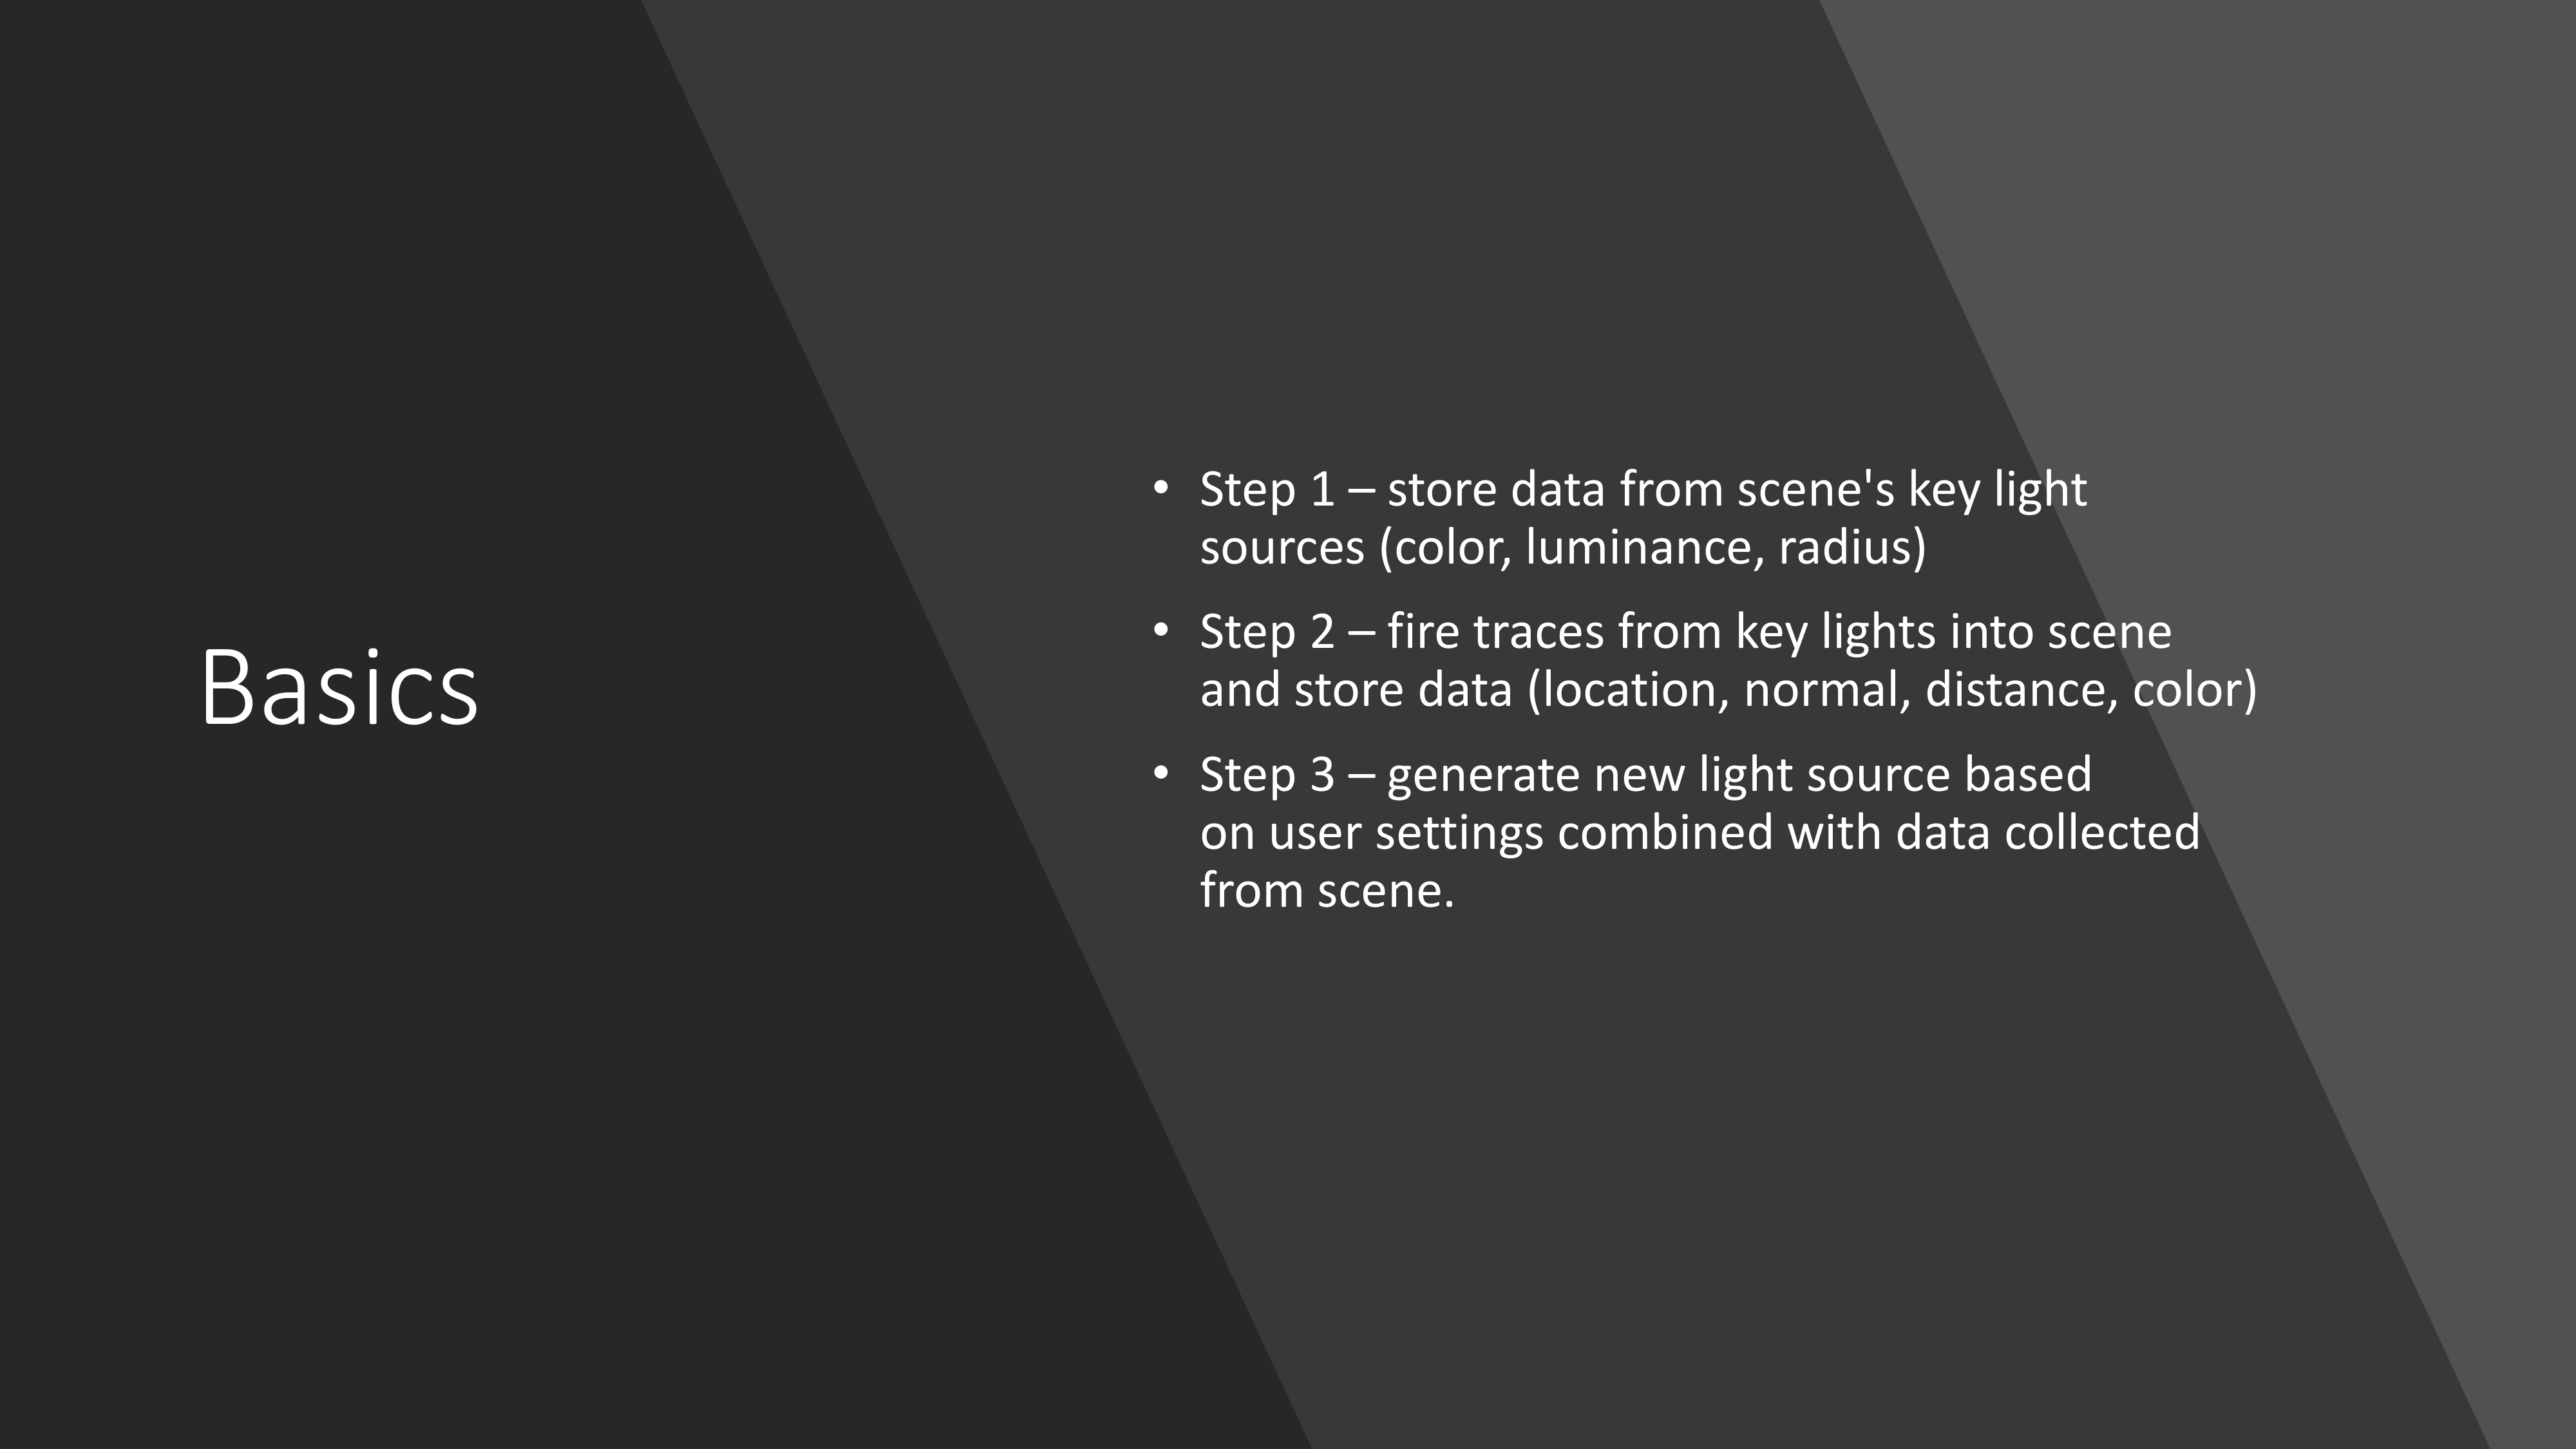 Basics
• Step 1 – store data from scene's key light
sources (color, luminance, radius)
• Step 2 – fire traces from key lights into scene
and store data (location, normal, distance, color)
• Step 3 – generate new light source based
on user settings combined with data collected
from scene.